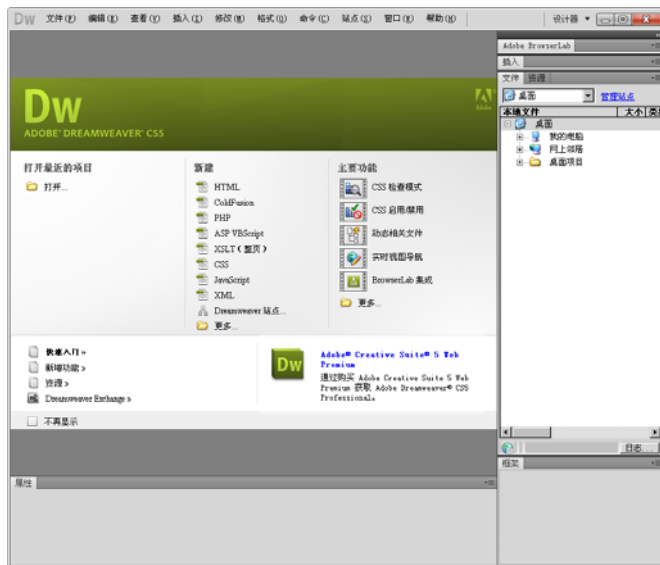 Dw 文件(F) 编辑(E) 查看(V) 插入(I) 修改(M) 格式(O) 命令(C) 站点(S) 窗口(W) 帮助(H) 设计器
Adobe BrowserLab
插入
文件 资源
桌面 管理站点
本地文件 大小 类
桌面
我的电脑
网上邻居
桌面项目
Dw
ADOBE® DREAMWEAVER® CS5
Adobe
打开最近的项目
打开...
新建
HTML
ColdFusion
PHP
ASP VBScript
XSLT(整页)
CSS
JavaScript
XML
Dreamweaver 站点...
更多...
主要功能
CSS 检查模式
CSS 启用/禁用
动态相关文件
实时视图导航
BrowserLab 集成
更多...
快速入门»
新增功能»
资源»
Dreamweaver Exchange»
Dw
Adobe® Creative Suite® 5 Web
Premium
通过购买 Adobe Creative Suite 5 Web
Premium 获取 Adobe Dreamweaver® CS5
Professional。
不再显示
日志...
属性
框架